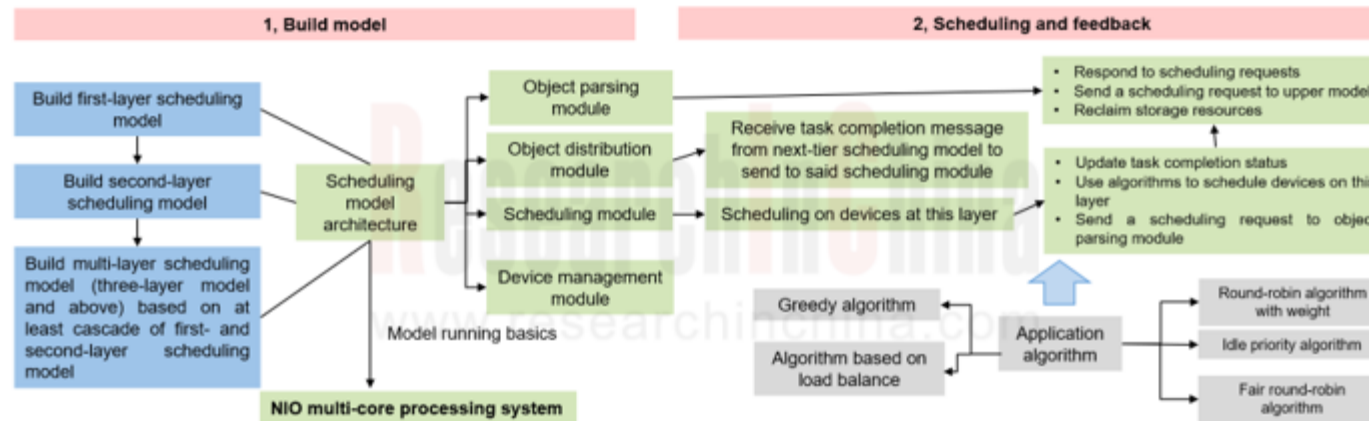 1, Build model
2, Scheduling and feedback
Build first-layer scheduling
model
Build second-layer
scheduling model
Build multi-layer scheduling
model (three-layer model
and above) based on at
least cascade of first- and
second-layer scheduling
model
Scheduling
model
architecture
Model running basics
NIO multi-core processing system
Object parsing
module
Object distribution
module
Scheduling module
Device management
module
Receive task completion message
from next-tier scheduling model to
send to said scheduling module
Scheduling on devices at this layer
• Respond to scheduling requests
• Send a scheduling request to upper model
• Reclaim storage resources
• Update task completion status
• Use algorithms to schedule devices on this
layer
• Send a scheduling request to object
parsing module
Greedy algorithm
Algorithm based on
load balance
Application
algorithm
Round-robin algorithm
with weight
Idle priority algorithm
Fair round-robin
algorithm
ResearchInChina
www.researchinchina.com